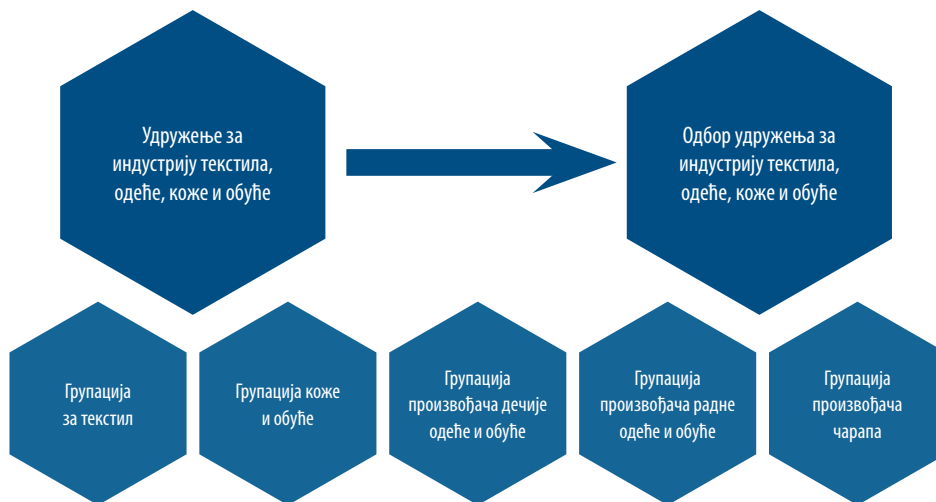 Удружење за
индустрију текстила,
одеће, коже и обуће
Одбор удружења за
индустрију текстила,
одеће, коже и обуће
Групација
за текстил
Групација коже
и обуће
Групација
произвођача дечије
одеће и обуће
Групација
произвођача радне
одеће и обуће
Групација
произвођача
чарапа